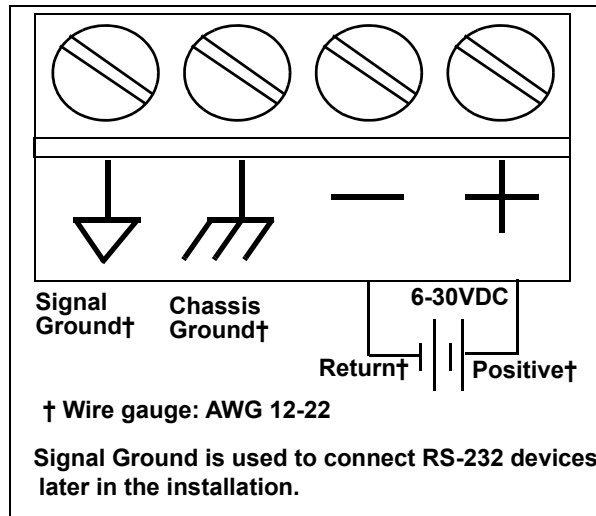 Signal
Ground†
Chassis
Ground†
6-30VDC
Return†
Positive†
† Wire gauge: AWG 12-22
Signal Ground is used to connect RS-232 devices
later in the installation.